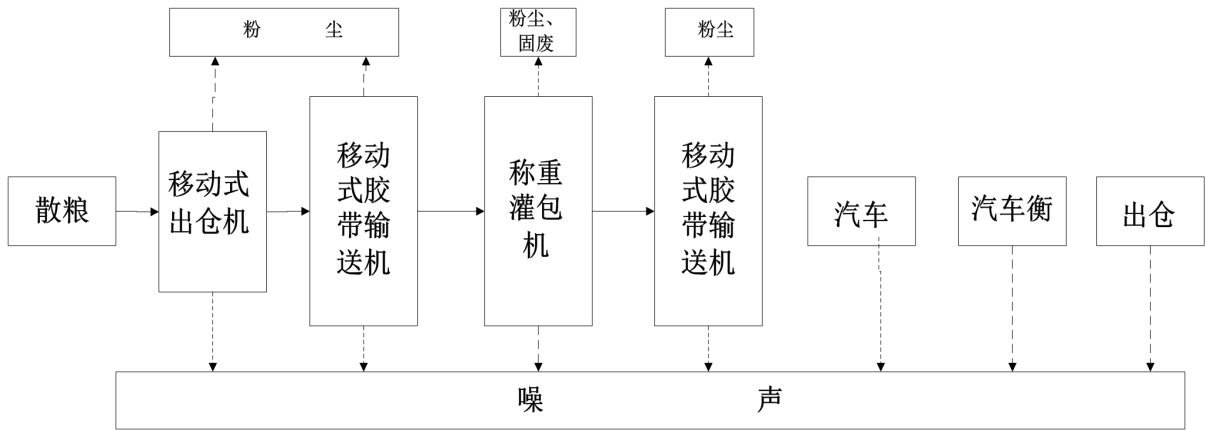 粉 尘
粉尘、
固废
粉尘
散粮
移动式
出仓机
移动
式胶
带输
送机
称重
灌包
机
移动
式胶
带输
送机
汽车
汽车衡
出仓
噪 声